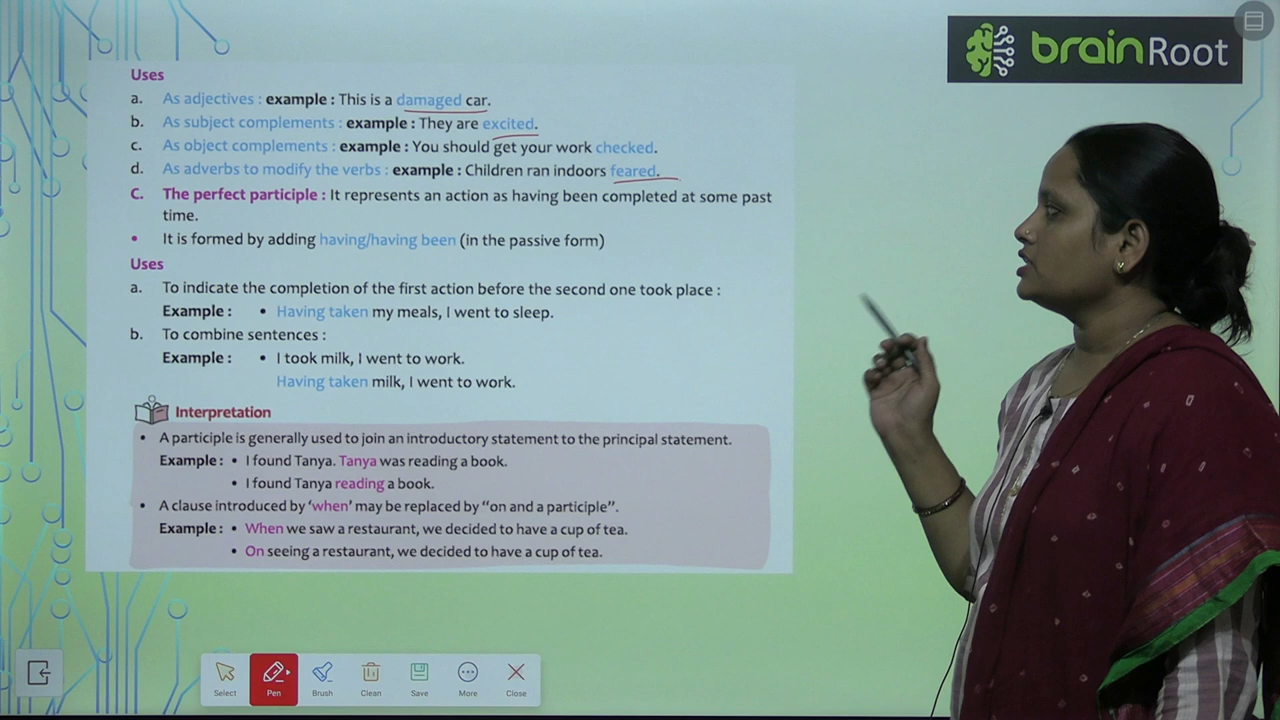 brainRoot
Uses
a. As adjectives : example : This is a damaged car.
b. As subject complements : example : They are excited.
c. As object complements : example : You should get your work checked.
d. As adverbs to modify the verbs : example : Children ran indoors feared.
C. The perfect participle : It represents an action as having been completed at some past
time.
• It is formed by adding having/having been (in the passive form)
Uses
a. To indicate the completion of the first action before the second one took place :
Example : • Having taken my meals, I went to sleep.
b. To combine sentences :
Example : • I took milk, I went to work.
Having taken milk, I went to work.
Interpretation
• A participle is generally used to join an introductory statement to the principal statement.
Example : • I found Tanya. Tanya was reading a book.
• I found Tanya reading a book.
• A clause introduced by ‘when’ may be replaced by “on and a participle”.
Example : • When we saw a restaurant, we decided to have a cup of tea.
• On seeing a restaurant, we decided to have a cup of tea.
Select Pen Brush Clean Save More Close